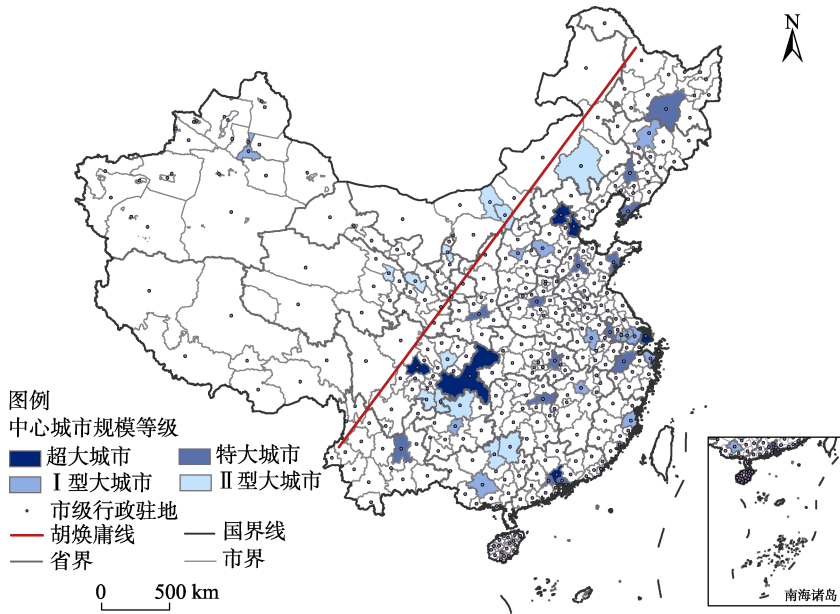 N
图例
中心城市规模等级
超大城市 特大城市
Ⅰ型大城市 Ⅱ型大城市
市级行政驻地
胡焕庸线 国界线
省界 市界
0 500 km
南海诸岛